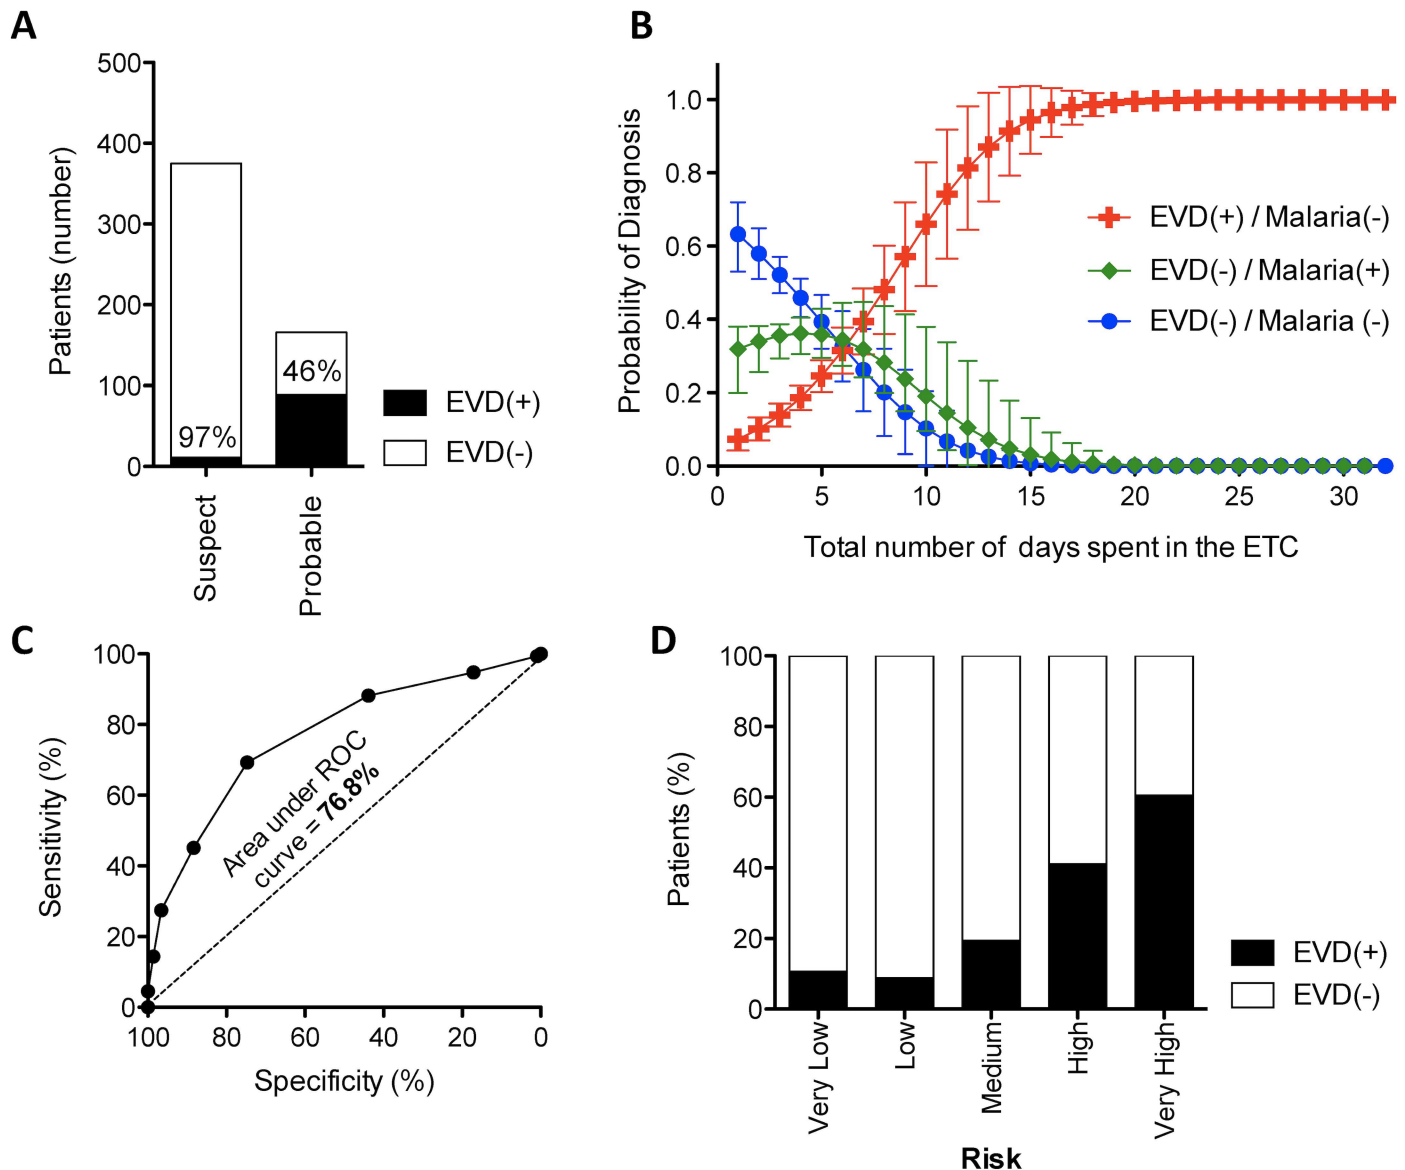 A
500
400
300
200
100
0
Patients (number)
97%
46%
Suspect
Probable
EVD(+)
EVD(-)
B
1.0
0.8
0.6
0.4
0.2
0.0
Probability of Diagnosis
EVD(+) / Malaria(-)
EVD(-) / Malaria(+)
EVD(-) / Malaria (-)
0 5 10 15 20 25 30
Total number of days spent in the ETC
C
100
80
60
40
20
0
Sensitivity (%)
Area under ROC
curve = 76.8%
100 80 60 40 20 0
Specificity (%)
D
100
80
60
40
20
0
Patients (%)
Very Low
Low
Medium
High
Very High
Risk
EVD(+)
EVD(-)